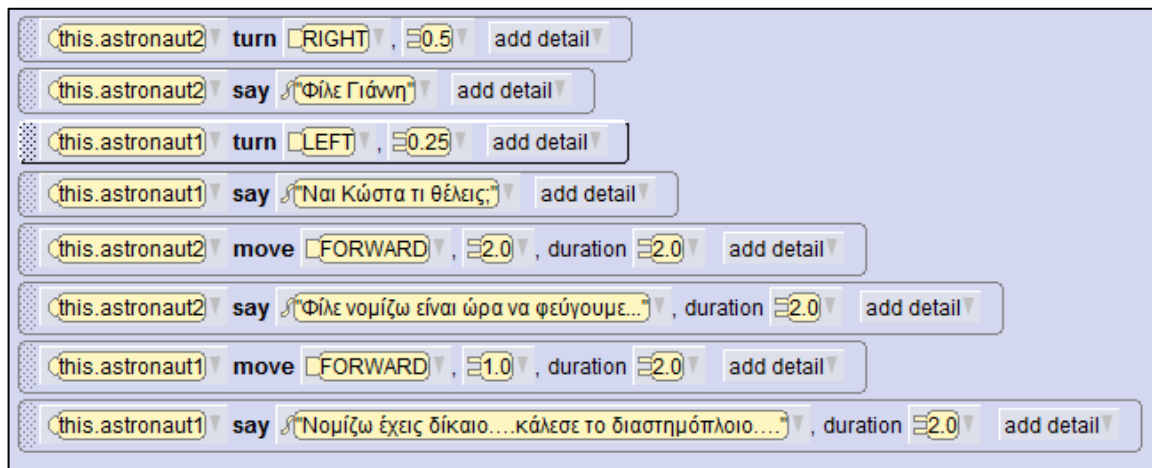 this.astronaut2 turn RIGHT , 0.5 add detail
this.astronaut2 say "Φίλε Γιάννη" add detail
this.astronaut1 turn LEFT , 0.25 add detail
this.astronaut1 say "Ναι Κώστα τι θέλεις;" add detail
this.astronaut2 move FORWARD , 2.0 , duration 2.0 add detail
this.astronaut2 say "Φίλε νομίζω είναι ώρα να φεύγουμε..." , duration 2.0 add detail
this.astronaut1 move FORWARD , 1.0 , duration 2.0 add detail
this.astronaut1 say "Νομίζω έχεις δίκαιο....κάλεσε το διαστημόπλοιο...." , duration 2.0 add detail